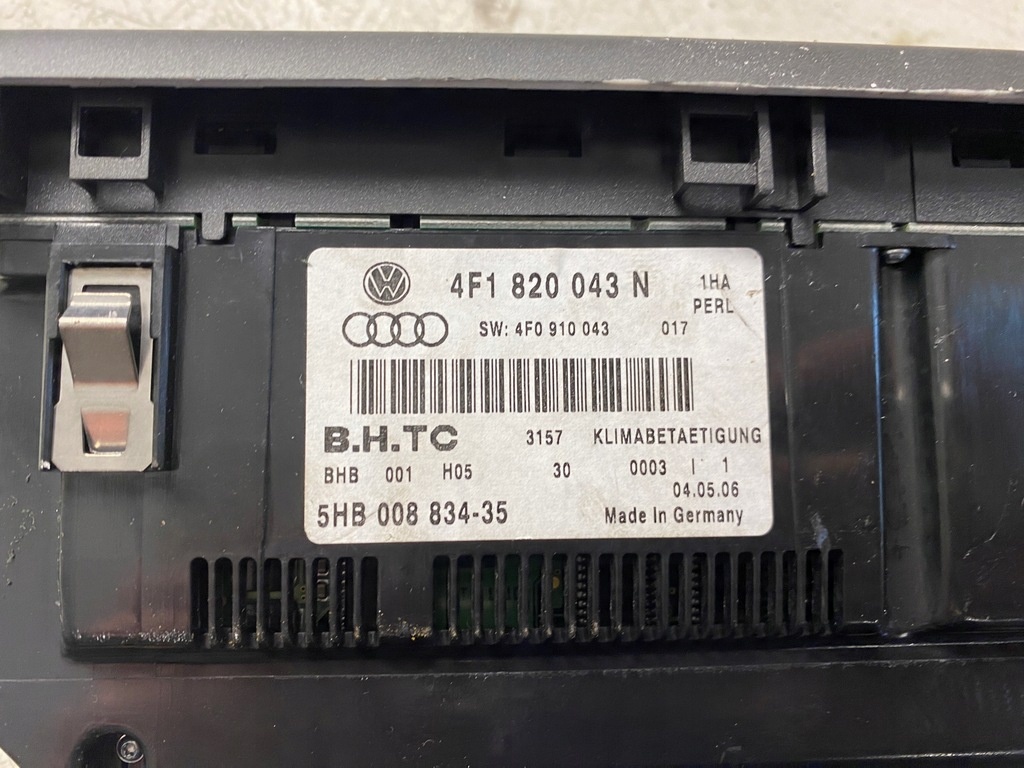 4F1 820 043 N 1HA
PERL
SW: 4F0 910 043 017
B.H.TC 3157 KLIMABETAETIGUNG
BHB 001 H05 30 0003 I 1
04.05.06
5HB 008 834-35 Made In Germany